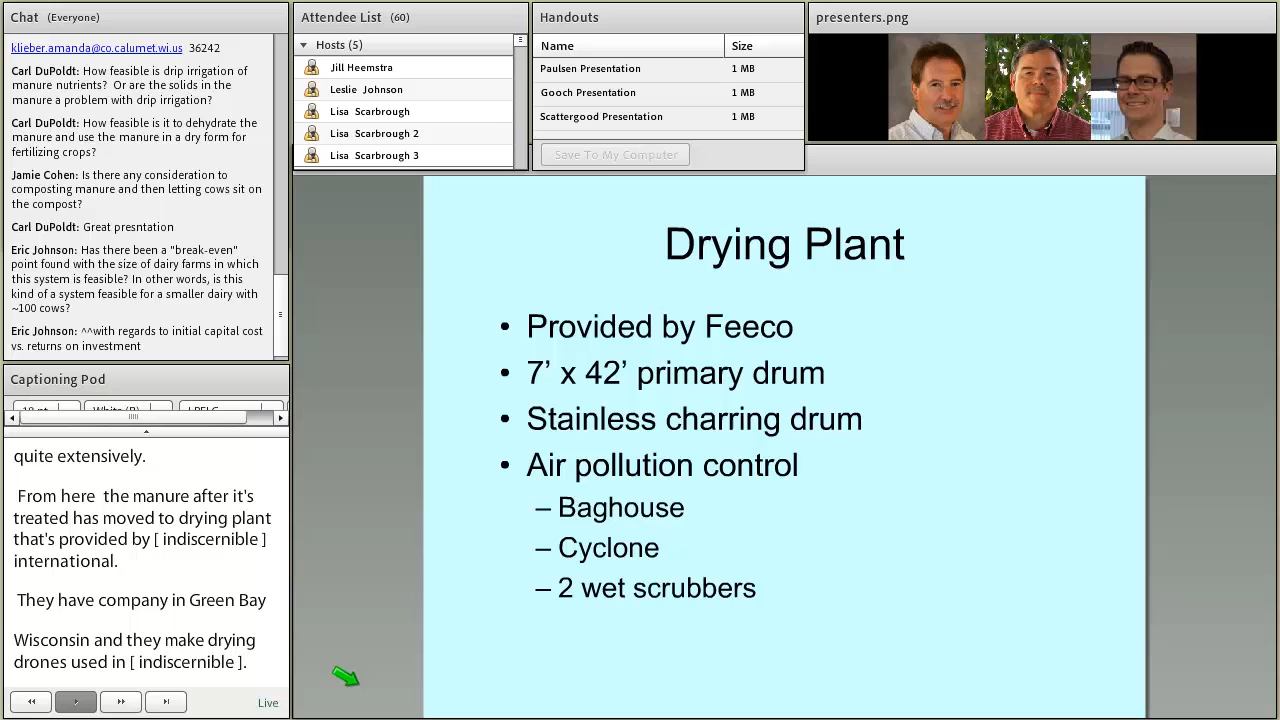 Chat (Everyone)
klieber.amanda@co.calumet.wi.us 36242
Carl DuPoldt: How feasible is drip irrigation of
manure nutrients? Or are the solids in the
manure a problem with drip irrigation?
Carl DuPoldt: How feasible is it to dehydrate the
manure and use the manure in a dry form for
fertilizing crops?
Jamie Cohen: Is there any consideration to
composting manure and then letting cows sit on
the compost?
Carl DuPoldt: Great presntation
Eric Johnson: Has there been a "break-even"
point found with the size of dairy farms in which
this system is feasible? In other words, is this
kind of a system feasible for a smaller dairy with
~100 cows?
Eric Johnson: ^^with regards to initial capital cost
vs. returns on investment
Captioning Pod
quite extensively.
From here the manure after it's
treated has moved to drying plant
that's provided by [ indiscernible ]
international.
They have company in Green Bay
Wisconsin and they make drying
drones used in [ indiscernible ].
Live
Attendee List (60)
Hosts (5)
Jill Heemstra
Leslie Johnson
Lisa Scarbrough
Lisa Scarbrough 2
Lisa Scarbrough 3
Handouts
Name Size
Paulsen Presentation 1 MB
Gooch Presentation 1 MB
Scattergood Presentation 1 MB
Save To My Computer
presenters.png
Drying Plant
• Provided by Feeco
• 7’ x 42’ primary drum
• Stainless charring drum
• Air pollution control
– Baghouse
– Cyclone
– 2 wet scrubbers